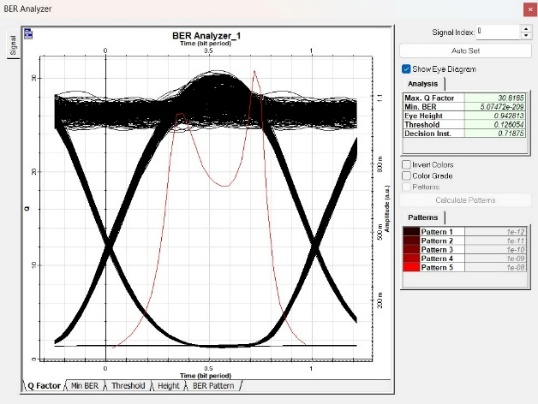 BER Analyzer
BER Analyzer_1
Time (bit period)
0
0.5
1
Signal
Q
30
20
10
0
Amplitude (a.u.)
1.1
800 m
500 m
200 m
0
0.5
1
Time (bit period)
Q Factor
Min BER
Threshold
Height
BER Pattern
Signal Index: 0
Auto Set
Show Eye Diagram
Analysis
Max. Q Factor 30.8185
Min. BER 5.07472e-209
Eye Height 0.942813
Threshold 0.126054
Decision Inst. 0.71875
Invert Colors
Color Grade
Patterns
Calculate Patterns
Patterns
Pattern 1 1e-12
Pattern 2 1e-11
Pattern 3 1e-10
Pattern 4 1e-09
Pattern 5 1e-08